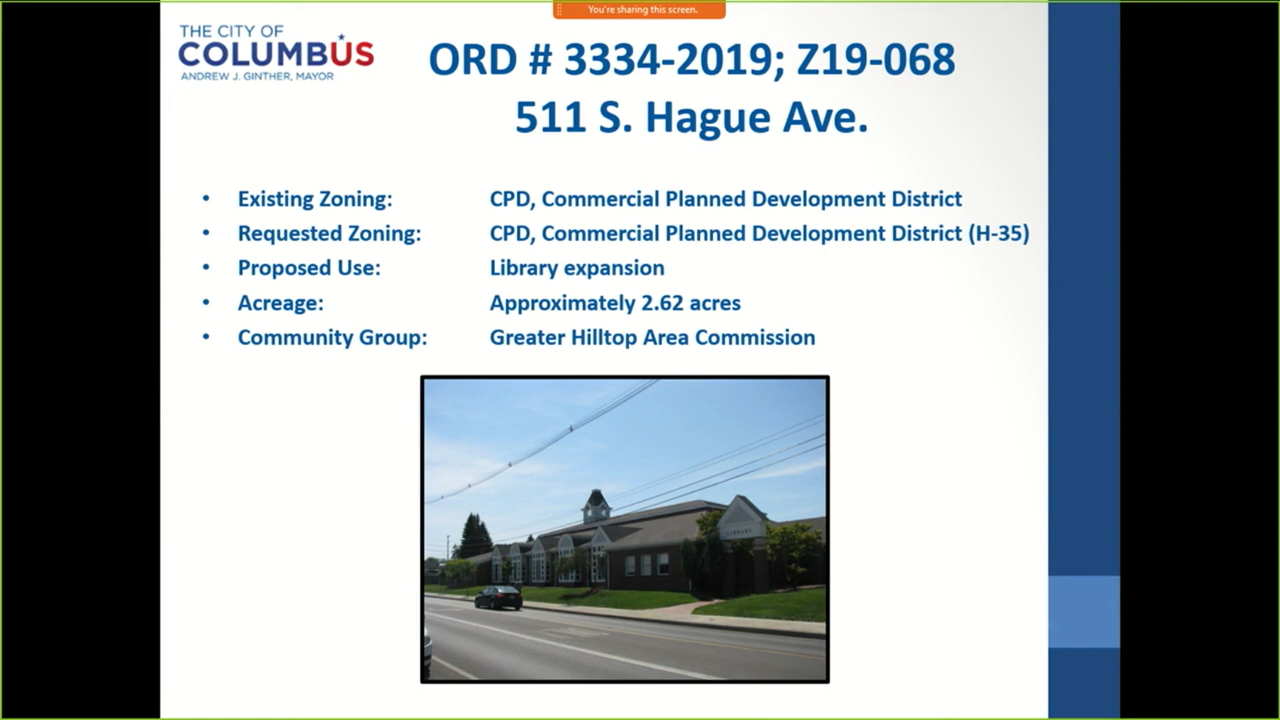 You're sharing this screen.
THE CITY OF
COLUMBUS
ANDREW J. GINTHER, MAYOR
ORD # 3334-2019; Z19-068
511 S. Hague Ave.
• Existing Zoning: CPD, Commercial Planned Development District
• Requested Zoning: CPD, Commercial Planned Development District (H-35)
• Proposed Use: Library expansion
• Acreage: Approximately 2.62 acres
• Community Group: Greater Hilltop Area Commission
LIBRARY